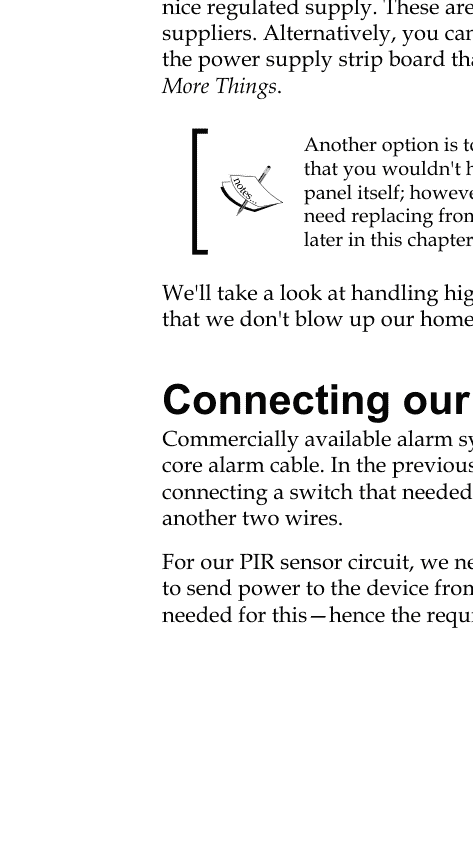 nice regulated supply. These are
suppliers. Alternatively, you can
the power supply strip board tha
More Things.
Another option is to
that you wouldn't h
panel itself; howeve
need replacing from
later in this chapter
notes...
We'll take a look at handling hig
that we don't blow up our home
Connecting our
Commercially available alarm sy
core alarm cable. In the previous
connecting a switch that needed
another two wires.
For our PIR sensor circuit, we ne
to send power to the device from
needed for this—hence the requi